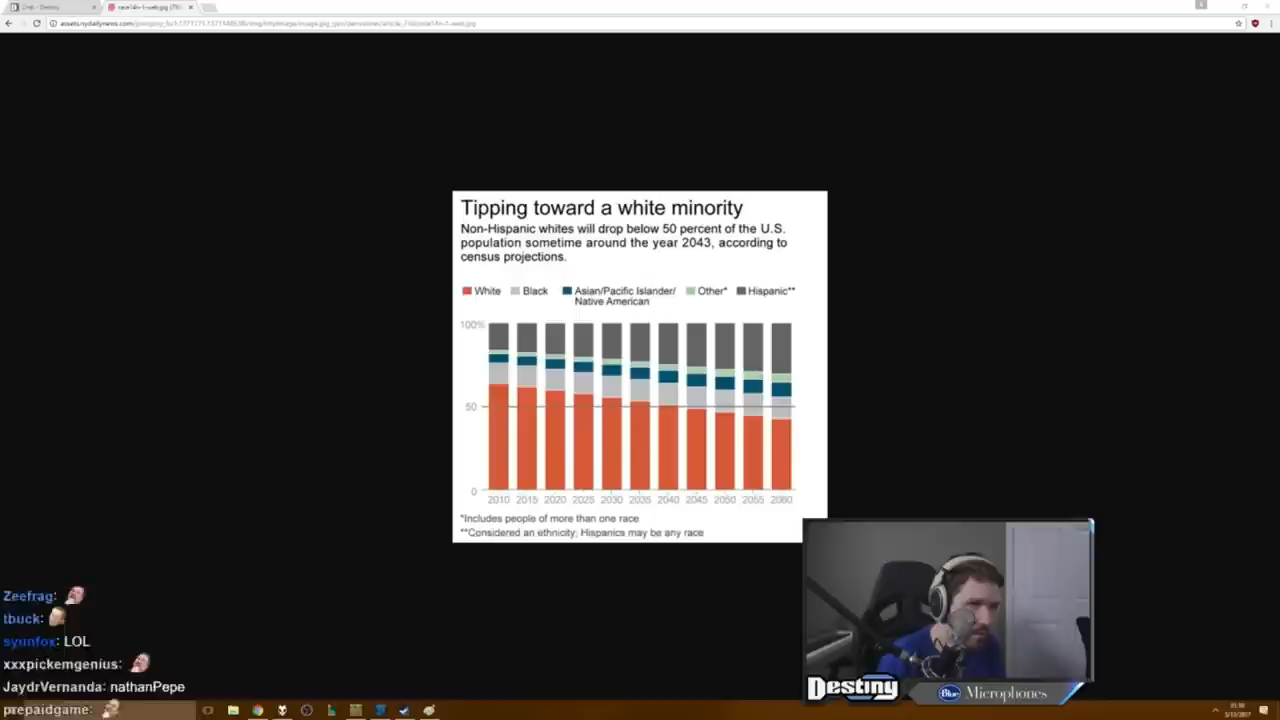 Tipping toward a white minority
Non-Hispanic whites will drop below 50 percent of the U.S.
population sometime around the year 2043, according to
census projections.
White Black Asian/Pacific Islander/ Other* Hispanic**
Native American
100%
50
0
2010 2015 2020 2025 2030 2035 2040 2045 2050 2055 2060
*Includes people of more than one race
**Considered an ethnicity; Hispanics may be any race
Zeefrag:
tbuck:
syunfox: LOL
xxxpickemgenius:
JaydrVernanda: nathanPepe
prepaidgame:
Destiny
Blue Microphones